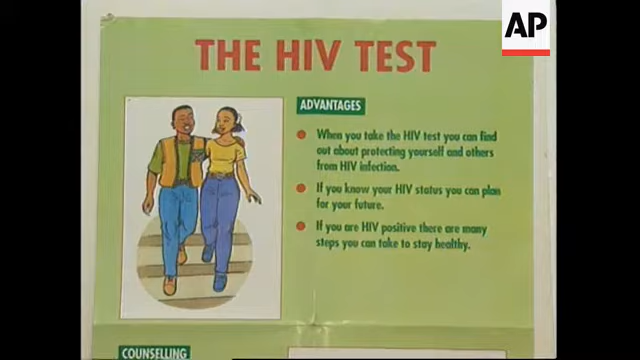 AP
THE HIV TEST
ADVANTAGES
When you take the HIV test you can find
out about protecting yourself and others
from HIV infection.
If you know your HIV status you can plan
for your future.
If you are HIV positive there are many
steps you can take to stay healthy.
COUNSELLING